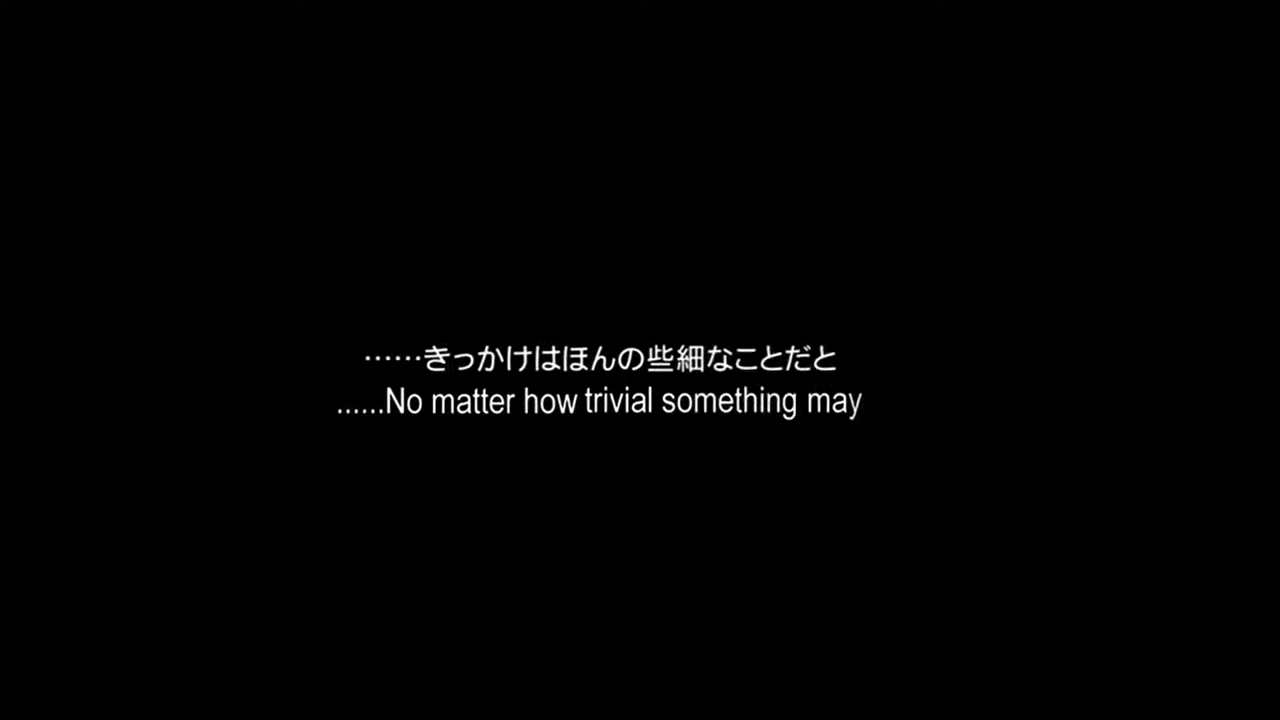 ……きっかけはほんの些細なことだと
......No matter how trivial something may